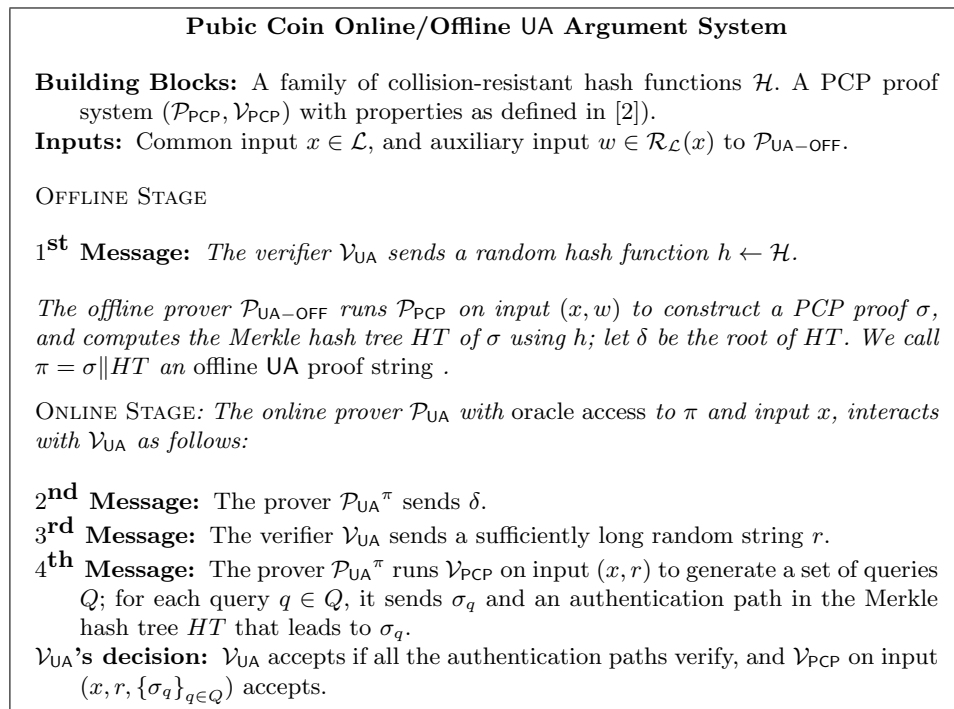 Pubic Coin Online/Offline UA Argument System
Building Blocks: A family of collision-resistant hash functions ℋ. A PCP proof
system (𝒫_PCP, 𝒱_PCP) with properties as defined in [2]).
Inputs: Common input x ∈ ℒ, and auxiliary input w ∈ ℛ_ℒ(x) to 𝒫_UA−OFF.
OFFLINE STAGE
1st Message: The verifier 𝒱_UA sends a random hash function h ← ℋ.
The offline prover 𝒫_UA−OFF runs 𝒫_PCP on input (x, w) to construct a PCP proof σ,
and computes the Merkle hash tree HT of σ using h; let δ be the root of HT. We call
π = σ‖HT an offline UA proof string .
ONLINE STAGE: The online prover 𝒫_UA with oracle access to π and input x, interacts
with 𝒱_UA as follows:
2nd Message: The prover 𝒫_UA^π sends δ.
3rd Message: The verifier 𝒱_UA sends a sufficiently long random string r.
4th Message: The prover 𝒫_UA^π runs 𝒱_PCP on input (x, r) to generate a set of queries
Q; for each query q ∈ Q, it sends σ_q and an authentication path in the Merkle
hash tree HT that leads to σ_q.
𝒱_UA's decision: 𝒱_UA accepts if all the authentication paths verify, and 𝒱_PCP on input
(x, r, {σ_q}_q∈Q) accepts.